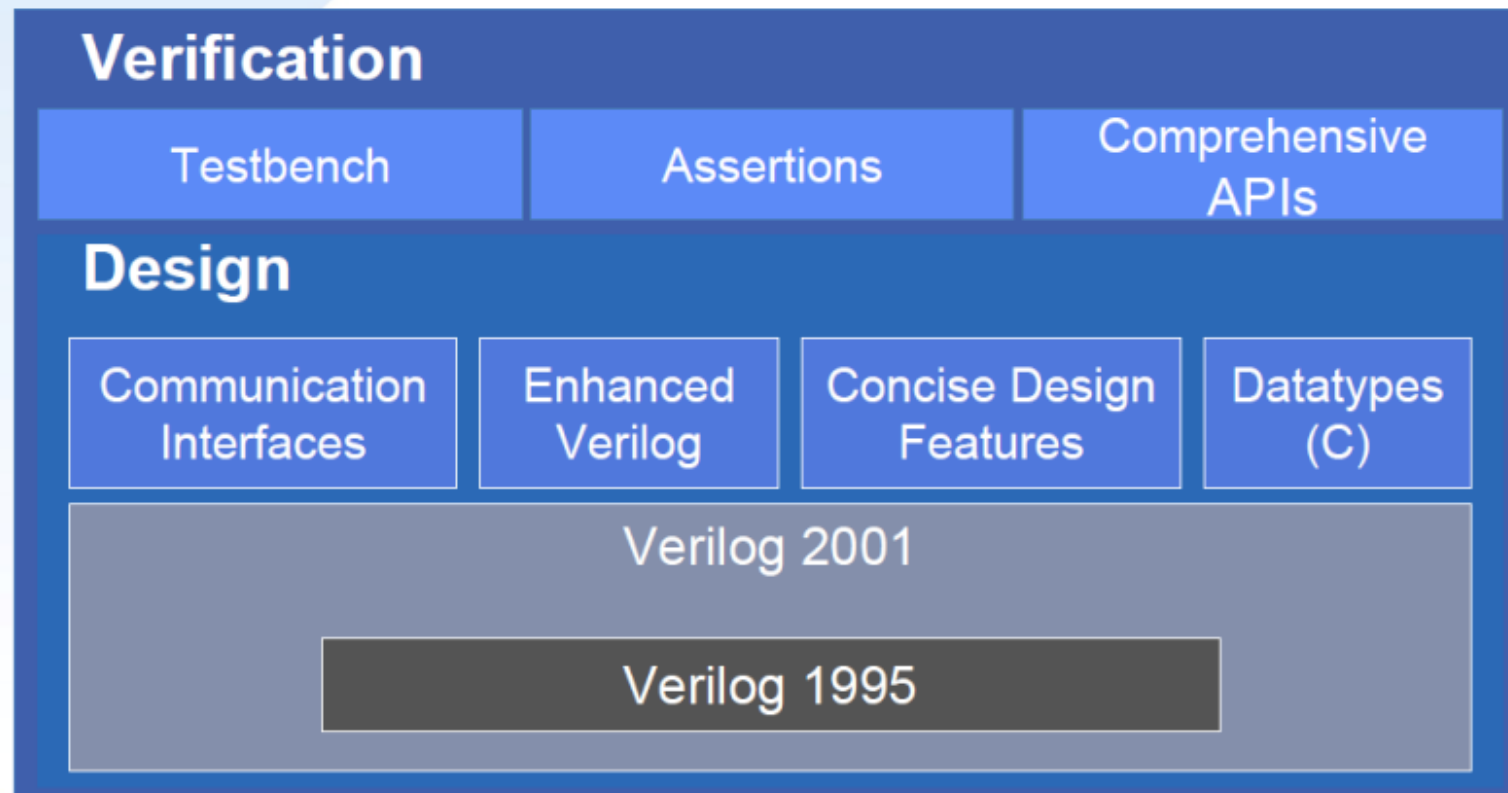 Verification
Testbench
Assertions
Comprehensive
APIs
Design
Communication
Interfaces
Enhanced
Verilog
Concise Design
Features
Datatypes
(C)
Verilog 2001
Verilog 1995